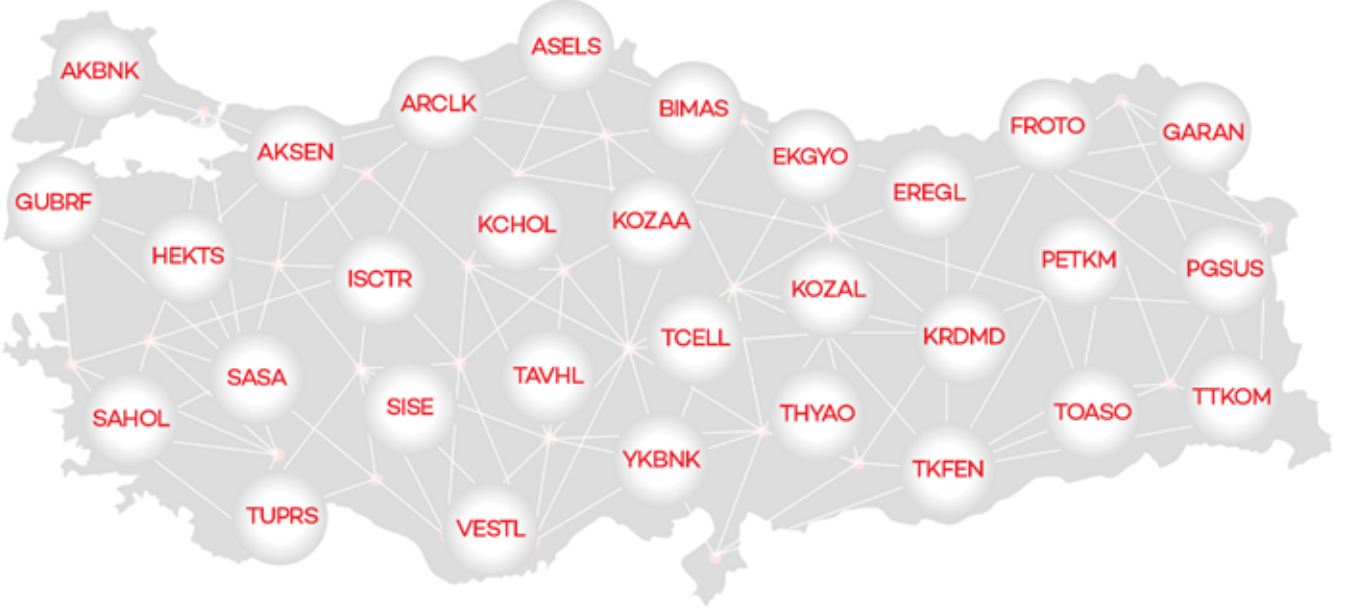 ASELS
AKBNK
ARCLK
BIMAS
FROTO
GARAN
AKSEN
EKGYO
EREGL
GUBRF
KCHOL
KOZAA
HEKTS
ISCTR
PETKM
PGSUS
KOZAL
TCELL
KRDMD
SASA
TAVHL
TTKOM
SAHOL
SISE
THYAO
TOASO
YKBNK
TKFEN
TUPRS
VESTL